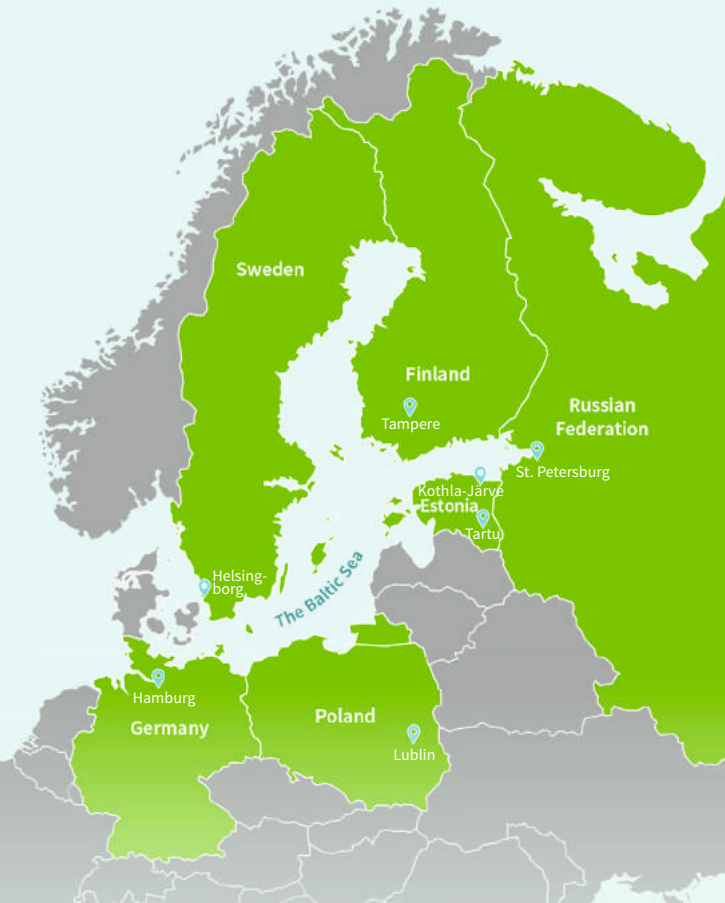 Sweden
Finland
Tampere
Russian
Federation
St. Petersburg
Kothla-Järve
Estonia
Tartu
Helsing-
borg
The Baltic Sea
Hamburg
Germany
Poland
Lublin